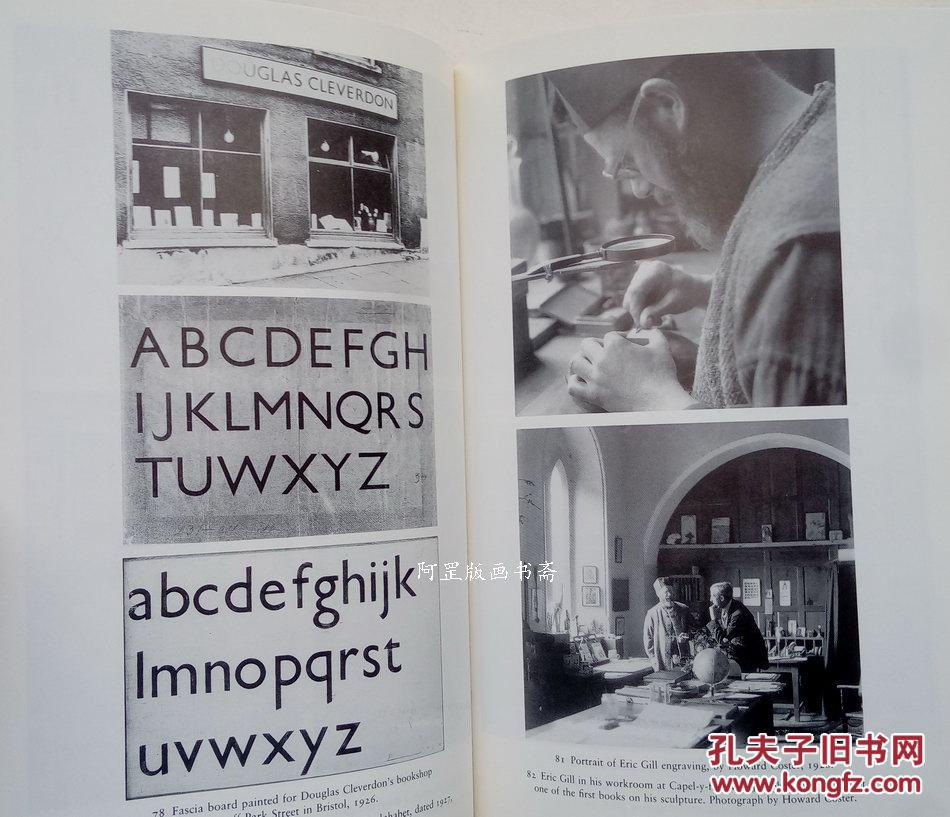 DOUGLAS CLEVERDON
ABCDEFGH
IJKLMNQRS
TUWXYZ
abcdefghijk
lmnopqrst
uvwxyz
78 Fascia board painted for Douglas Cleverdon's bookshop
Park Street in Bristol, 1926.
alphabet, dated 1927,
阿罡版画书斋
81 Portrait of Eric Gill engraving, by Howard Coster,
82 Eric Gill in his workroom at Capel-y-f
one of the first books on his sculpture. Photograph by Howard Coster.
孔夫子旧书网
www.kongfz.com